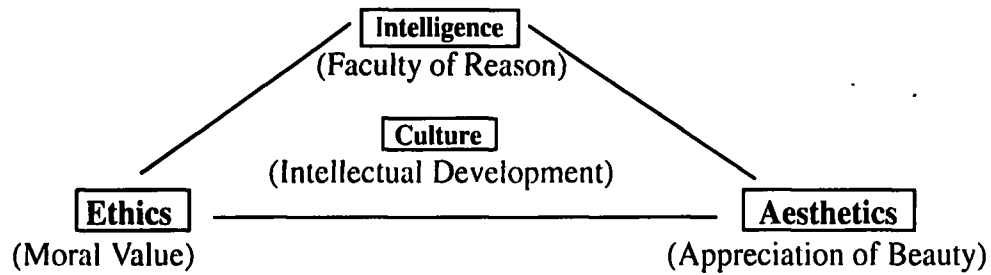 Intelligence
(Faculty of Reason)
Culture
(Intellectual Development)
Ethics
(Moral Value)
Aesthetics
(Appreciation of Beauty)